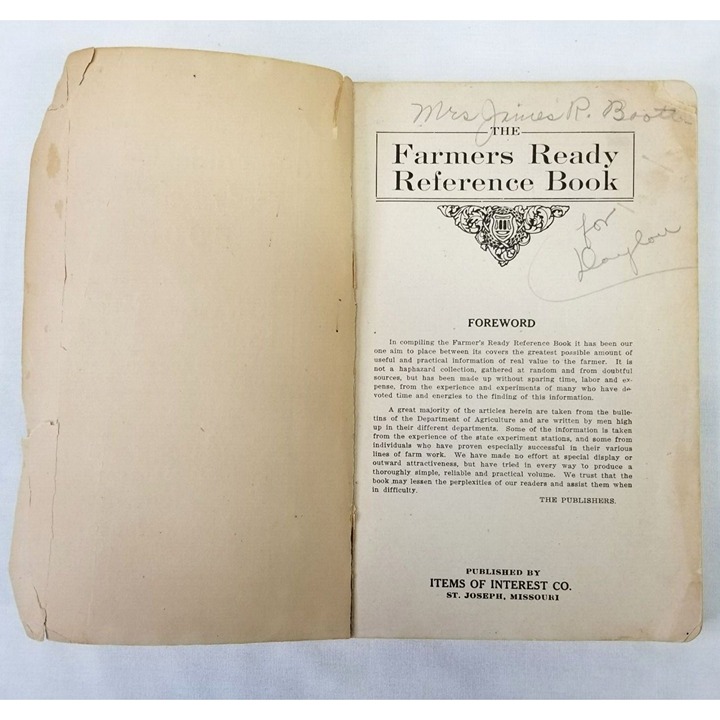 Mrs James R. Booth
THE
Farmers Ready
Reference Book
for
FOREWORD
In compiling the Farmer's Ready Reference Book it has been our
one aim to place between its covers the greatest possible amount of
useful and practical information of real value to the farmer. It is
not a haphazard collection, gathered at random and from doubtful
sources, but has been made up without sparing time, labor and ex-
pense, from the experience and experiments of many who have de-
voted time and energies to the finding of this information.
A great majority of the articles herein are taken from the bulle-
tins of the Department of Agriculture and are written by men high
up in their different departments. Some of the information is taken
from the experience of the state experiment stations, and some from
individuals who have proven especially successful in their various
lines of farm work. We have made no effort at special display or
outward attractiveness, but have tried in every way to produce a
thoroughly simple, reliable and practical volume. We trust that the
book may lessen the perplexities of our readers and assist them when
in difficulty.
THE PUBLISHERS.
PUBLISHED BY
ITEMS OF INTEREST CO.
ST. JOSEPH, MISSOURI